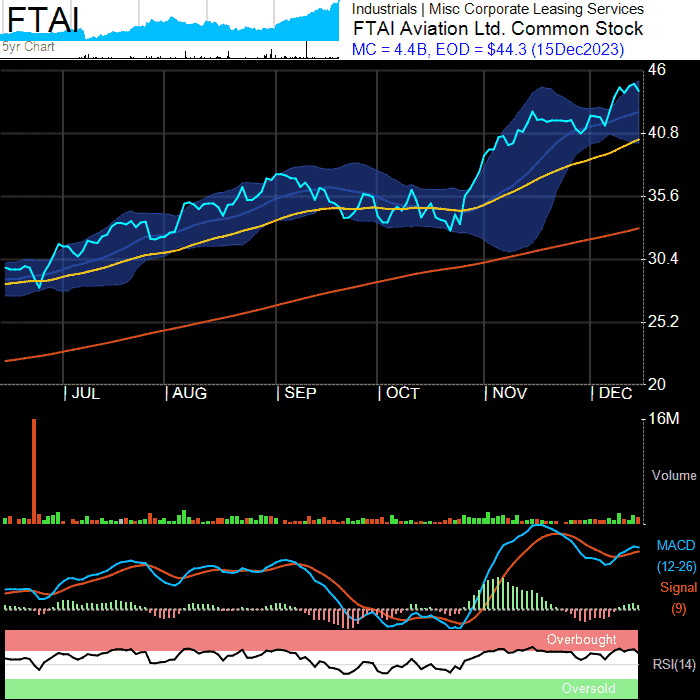 FTAI
5yr Chart
Industrials | Misc Corporate Leasing Services
FTAI Aviation Ltd. Common Stock
MC = 4.4B, EOD = $44.3 (15Dec2023)
46
40.8
35.6
30.4
25.2
20
| JUL
| AUG
| SEP
| OCT
| NOV
| DEC
16M
Volume
MACD
(12-26)
Signal
(9)
Overbought
RSI(14)
Oversold